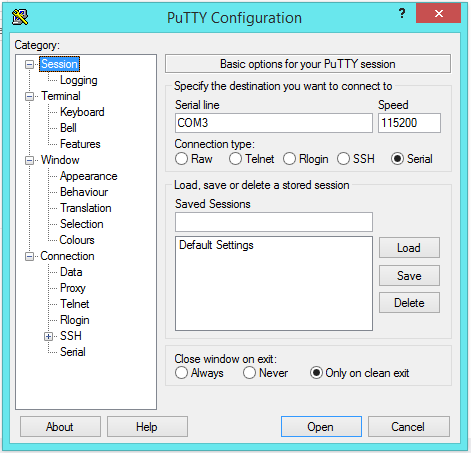 PuTTY Configuration
? ×
Category:
Session
Logging
Terminal
Keyboard
Bell
Features
Window
Appearance
Behaviour
Translation
Selection
Colours
Connection
Data
Proxy
Telnet
Rlogin
SSH
Serial
Basic options for your PuTTY session
Specify the destination you want to connect to
Serial line Speed
COM3 115200
Connection type:
Raw Telnet Rlogin SSH Serial
Load, save or delete a stored session
Saved Sessions
Default Settings
Load
Save
Delete
Close window on exit:
Always Never Only on clean exit
About Help Open Cancel